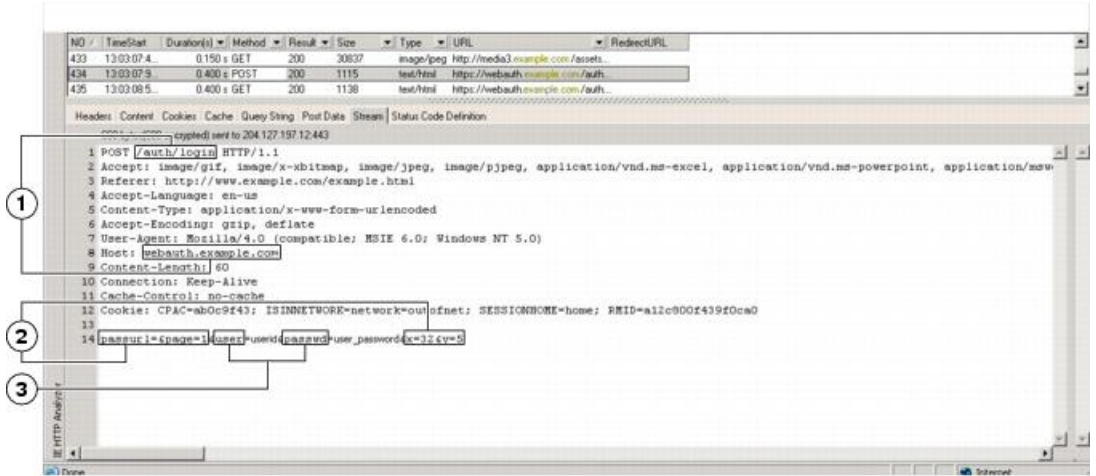 NO TimeStart Duration(s) Method Result Size Type URL RedirectURL
433 13:03:07:4... 0.150 s GET 200 30837 image/jpeg http://media3.example.com/assets...
434 13:03:07:9... 0.400 s POST 200 1115 text/html https://webauth.example.com/auth...
435 13:03:08:5... 0.400 s GET 200 1138 text/html https://webauth.example.com/auth...
Headers Content Cookies Cache Query String Post Data Stream Status Code Definition
crypted) sent to 204.127.197.12:443
1 POST /auth/login HTTP/1.1
2 Accept: image/gif, image/x-xbitmap, image/jpeg, image/pjpeg, application/vnd.ms-excel, application/vnd.ms-powerpoint, application/msw
3 Referer: http://www.example.com/example.html
1
4 Accept-Language: en-us
5 Content-Type: application/x-www-form-urlencoded
6 Accept-Encoding: gzip, deflate
7 User-Agent: Mozilla/4.0 (compatible; MSIE 6.0; Windows NT 5.0)
8 Host: webauth.example.com
9 Content-Length: 60
10 Connection: Keep-Alive
11 Cache-Control: no-cache
12 Cookie: CPAC=ab0c9f43; ISINNETWORK=network=outofnet; SESSIONHOME=home; RMID=a12c800f439f0ca0
13
2
14 passurl=&page=1&user=userid&passwd=user_password&x=32&y=5
3
HTTP Analyzer
Done Internet